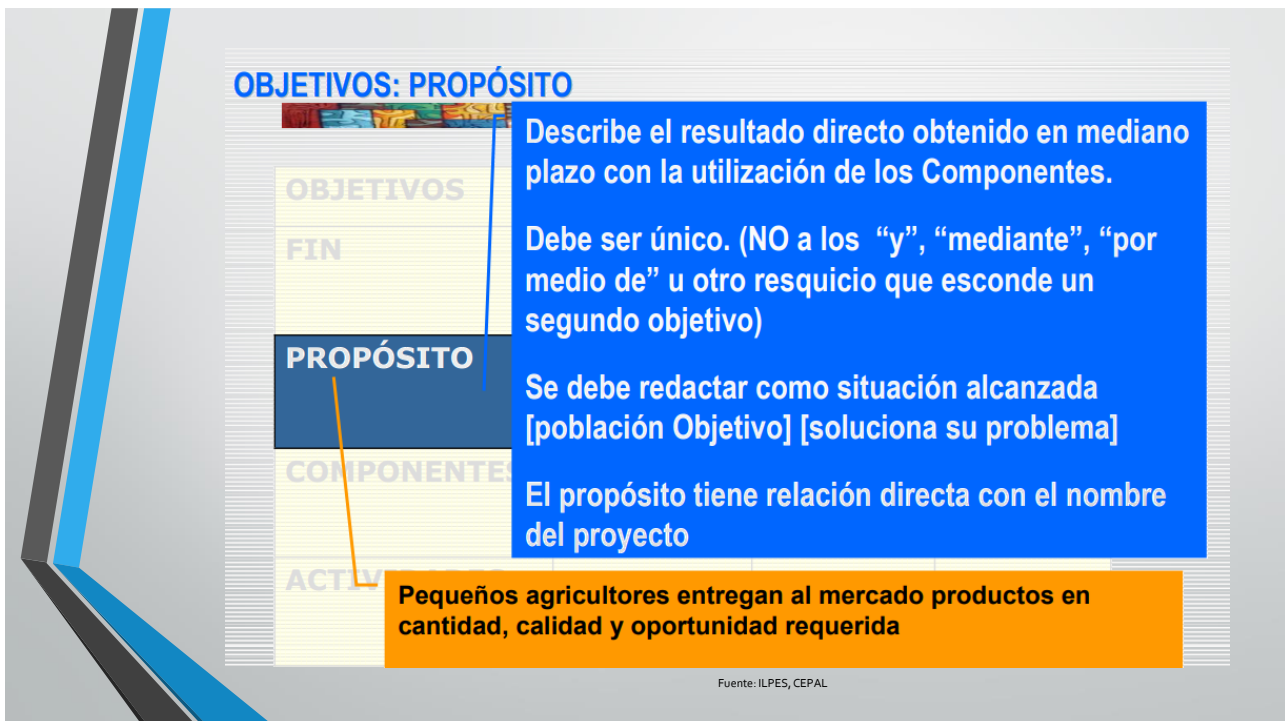 OBJETIVOS: PROPÓSITO
Describe el resultado directo obtenido en mediano
plazo con la utilización de los Componentes.
Debe ser único. (NO a los “y”, “mediante”, “por
medio de” u otro resquicio que esconde un
segundo objetivo)
Se debe redactar como situación alcanzada
[población Objetivo] [soluciona su problema]
El propósito tiene relación directa con el nombre
del proyecto
OBJETIVOS
FIN
PROPÓSITO
COMPONENTES
Pequeños agricultores entregan al mercado productos en
cantidad, calidad y oportunidad requerida
Fuente: ILPES, CEPAL